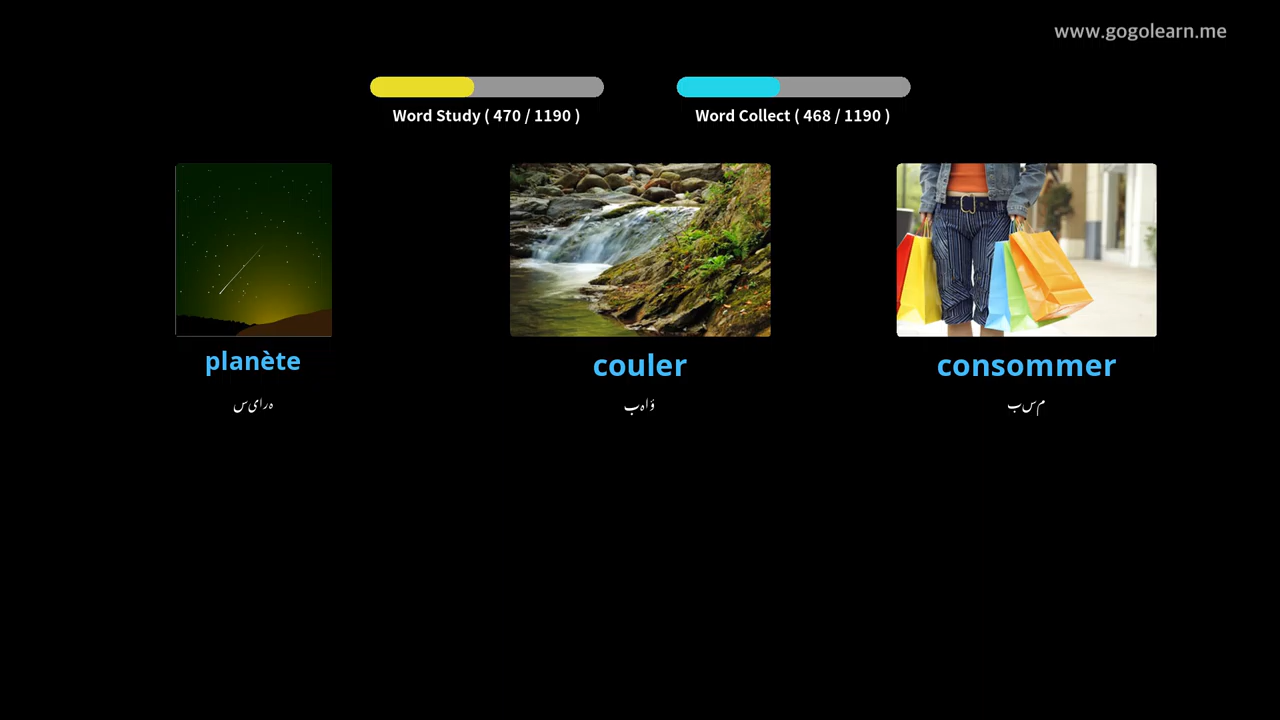 www.gogolearn.me
Word Study ( 470 / 1190 )
Word Collect ( 468 / 1190 )
planète
couler
consommer
ہرایس
ؤاہب
مسب